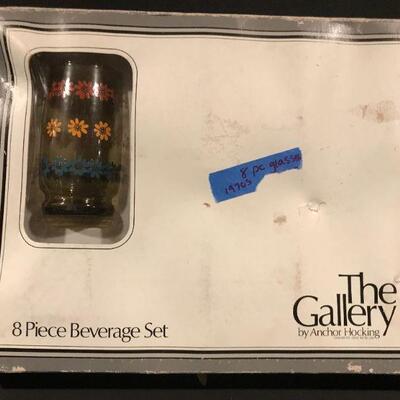 8 pc glasses
1970s
The
Gallery
by Anchor Hocking
8 Piece Beverage Set